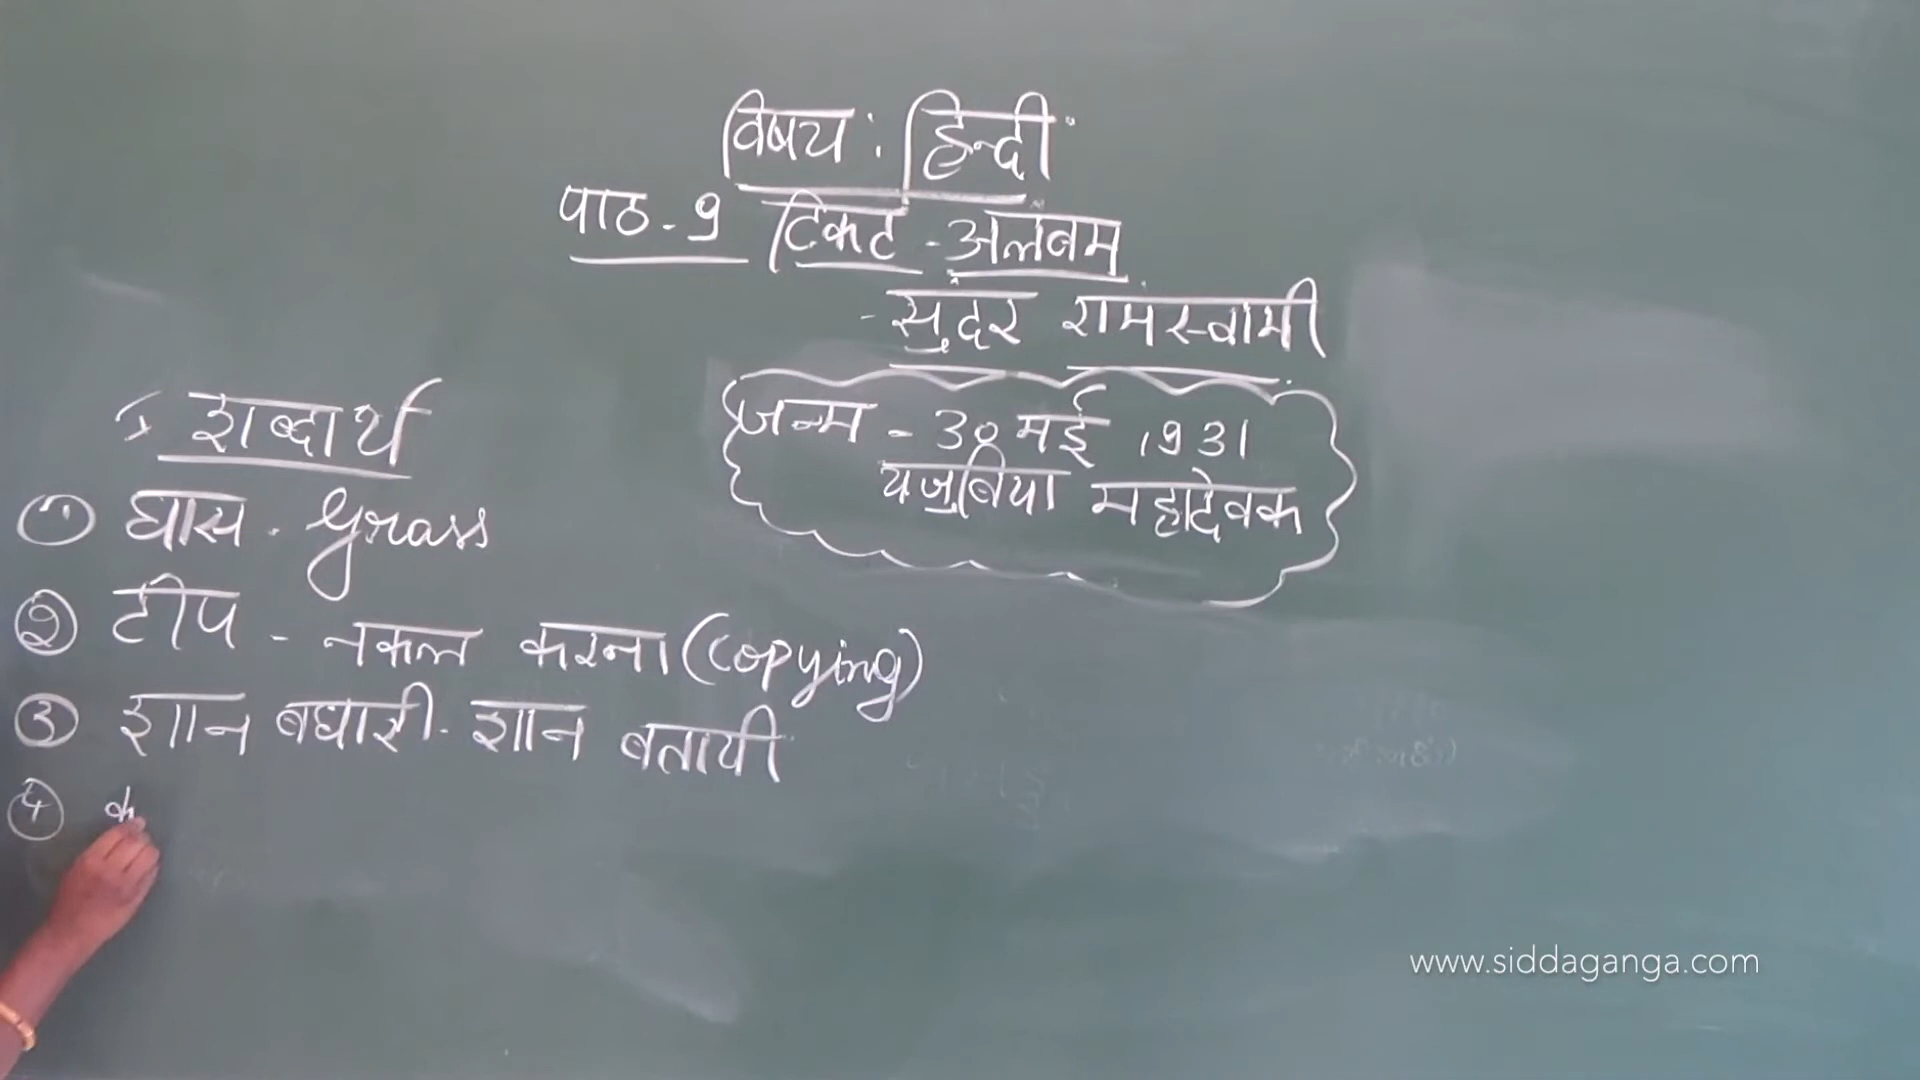 विषय : हिन्दी
पाठ - 9 टिकट - अलबम
- सुंदर रामस्वामी
जन्म - 30 मई 1931
यजुबिया महादेवक
* शब्दार्थ
① घास - Grass
② टीप - नकल करना (Copying)
③ ज्ञान बघारी - ज्ञान बतायी
④ क
www.siddaganga.com